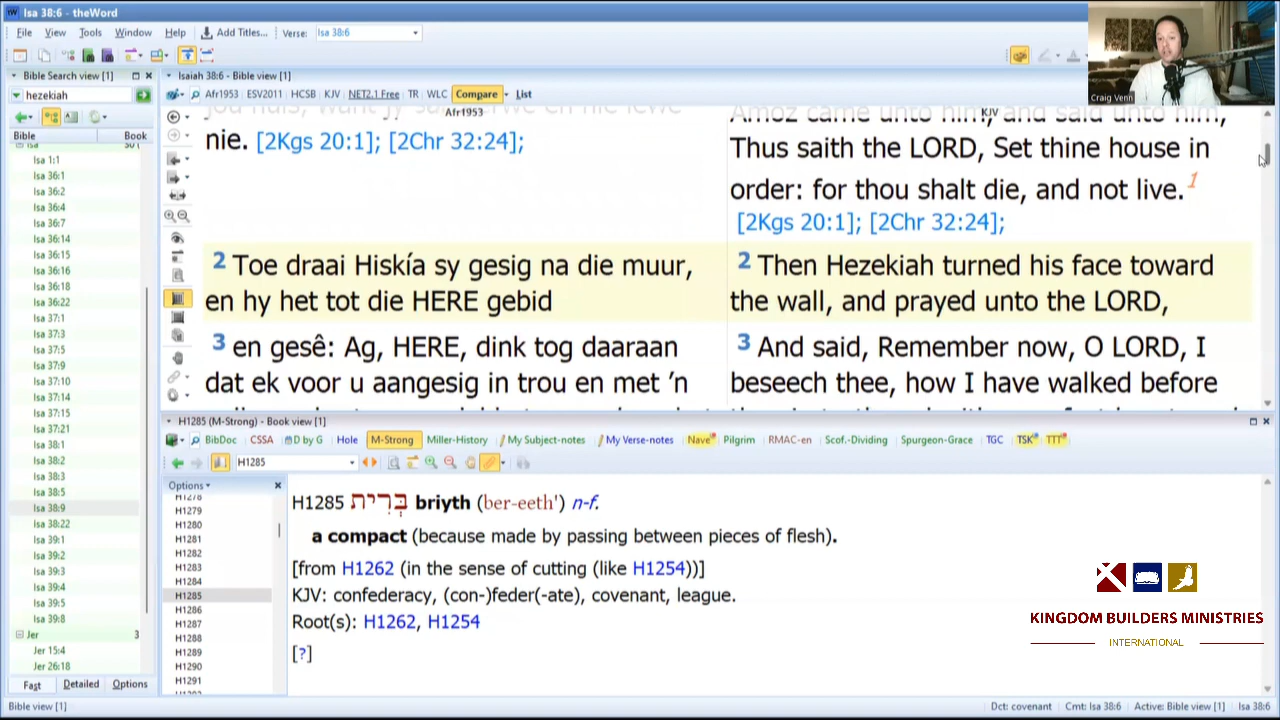 Isa 38:6 - theWord
File View Tools Window Help Add Titles... Verse: Isa 38:6
Craig Venn
Bible Search view [1]
hezekiah
Bible Book
Isa
Isa 1:1
Isa 36:1
Isa 36:2
Isa 36:4
Isa 36:7
Isa 36:14
Isa 36:15
Isa 36:16
Isa 36:18
Isa 36:22
Isa 37:1
Isa 37:3
Isa 37:5
Isa 37:9
Isa 37:10
Isa 37:14
Isa 37:15
Isa 37:21
Isa 38:1
Isa 38:2
Isa 38:3
Isa 38:5
Isa 38:9
Isa 38:22
Isa 39:1
Isa 39:2
Isa 39:3
Isa 39:4
Isa 39:5
Isa 39:8
Jer 3
Jer 15:4
Jer 26:18
Fast Detailed Options
Isaiah 38:6 - Bible view [1]
Afr1953 ESV2011 HCSB KJV NET2.1 Free TR WLC Compare List
Afr1953
nie. [2Kgs 20:1]; [2Chr 32:24];
2 Toe draai Hiskía sy gesig na die muur,
en hy het tot die HERE gebid
3 en gesê: Ag, HERE, dink tog daaraan
dat ek voor u aangesig in trou en met ’n
KJV
Amoz came unto him, and said unto him,
Thus saith the LORD, Set thine house in
order: for thou shalt die, and not live. 1
[2Kgs 20:1]; [2Chr 32:24];
2 Then Hezekiah turned his face toward
the wall, and prayed unto the LORD,
3 And said, Remember now, O LORD, I
beseech thee, how I have walked before
H1285 (M-Strong) - Book view [1]
BibDoc CSSA D by G Hole M-Strong Miller-History My Subject-notes My Verse-notes Nave Pilgrim RMAC-en Scof.-Dividing Spurgeon-Grace TGC TSK TTT
H1285
Options
H1278
H1279
H1280
H1281
H1282
H1283
H1284
H1285
H1286
H1287
H1288
H1289
H1290
H1291
H1285 בְּרִית briyth (ber-eeth') n-f.
a compact (because made by passing between pieces of flesh).
[from H1262 (in the sense of cutting (like H1254))]
KJV: confederacy, (con-)feder(-ate), covenant, league.
Root(s): H1262, H1254
[?]
KINGDOM BUILDERS MINISTRIES
INTERNATIONAL
Bible view [1] Dct: covenant Cmt: Isa 38:6 Active: Bible view [1] Isa 38:6